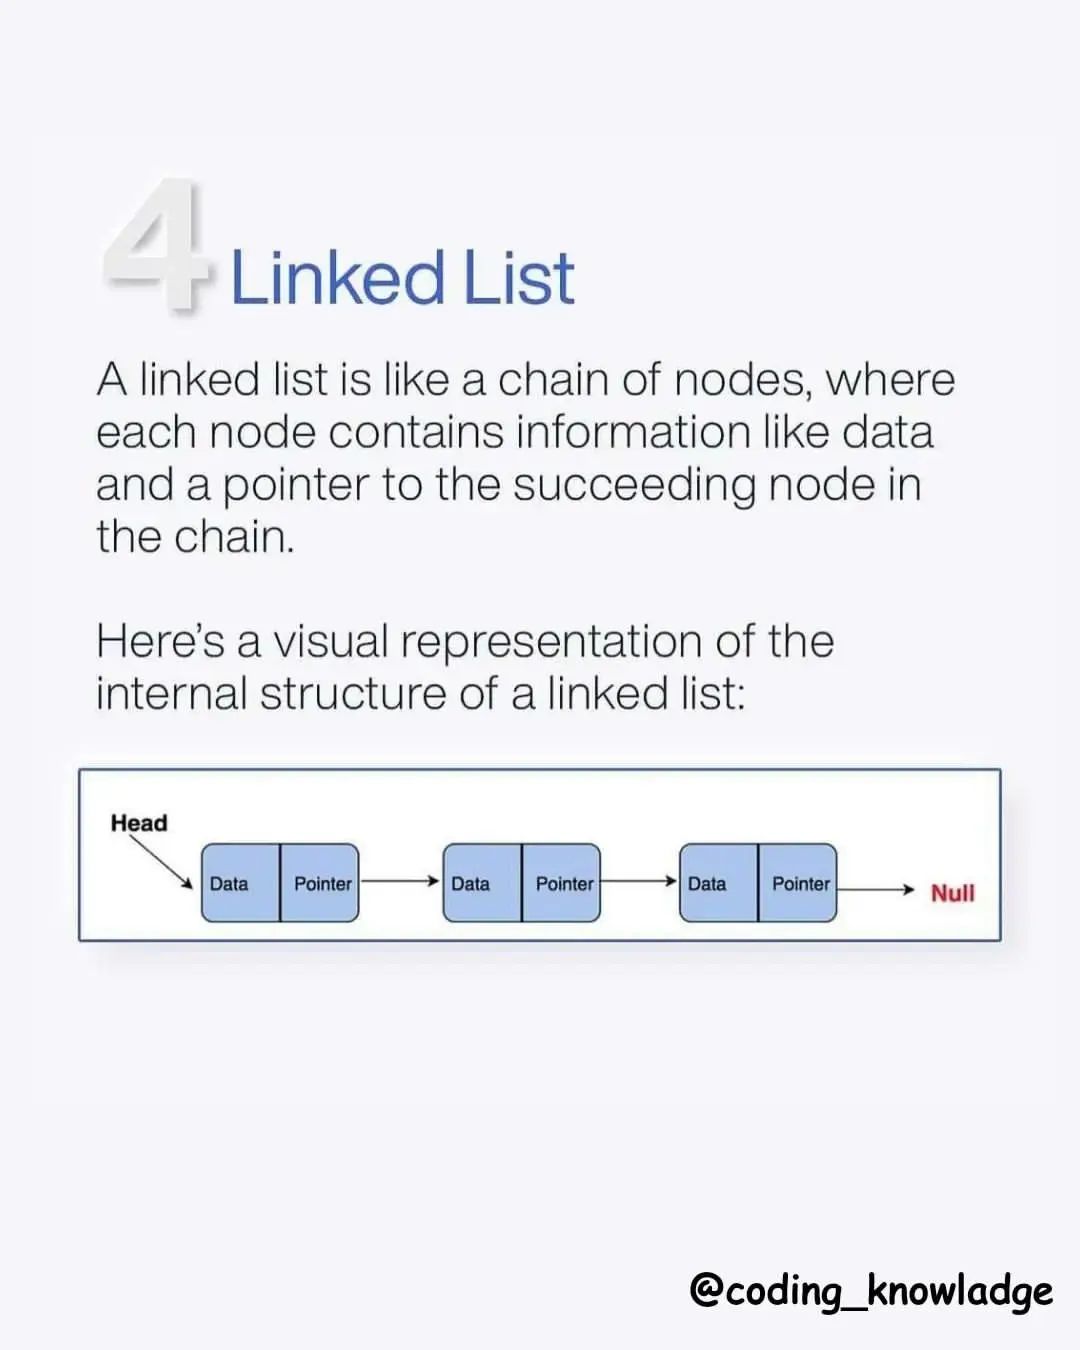 4 Linked List
A linked list is like a chain of nodes, where
each node contains information like data
and a pointer to the succeeding node in
the chain.
Here’s a visual representation of the
internal structure of a linked list:
Head
Data Pointer Data Pointer Data Pointer Null
@coding_knowladge